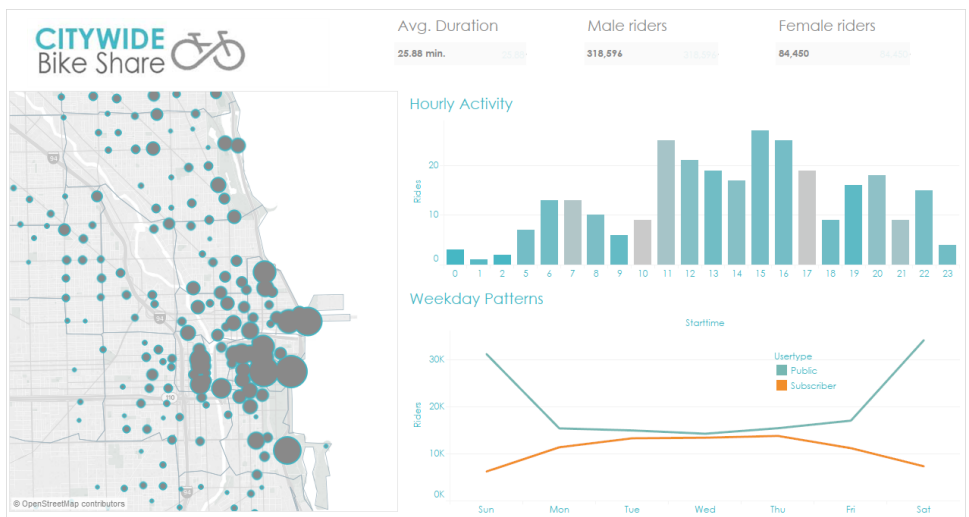 CITYWIDE
Bike Share
Avg. Duration
Male riders
Female riders
25.88 min.
318,596
84,450
Hourly Activity
Rides
20
10
0
0 1 2 5 6 7 8 9 10 11 12 13 14 15 16 17 18 19 20 21 22 23
Weekday Patterns
Starttime
Usertype
Public
Subscriber
Riders
30K
20K
10K
0K
Sun Mon Tue Wed Thu Fri Sat
94
110
© OpenStreetMap contributors